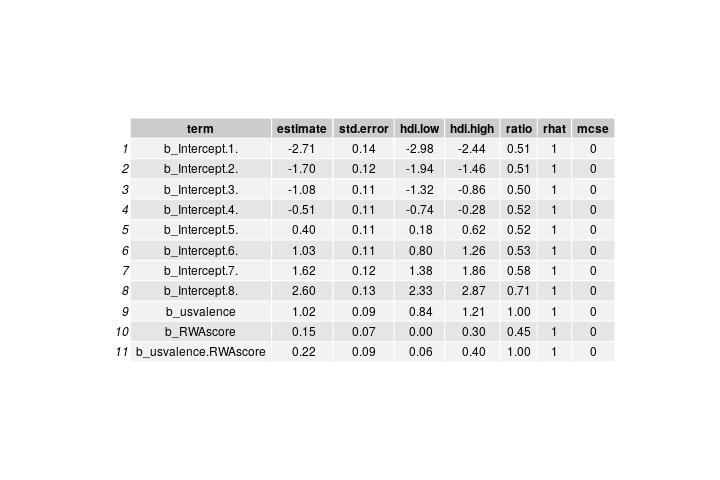 term estimate std.error hdi.low hdi.high ratio rhat mcse
1 b_Intercept.1. -2.71 0.14 -2.98 -2.44 0.51 1 0
2 b_Intercept.2. -1.70 0.12 -1.94 -1.46 0.51 1 0
3 b_Intercept.3. -1.08 0.11 -1.32 -0.86 0.50 1 0
4 b_Intercept.4. -0.51 0.11 -0.74 -0.28 0.52 1 0
5 b_Intercept.5. 0.40 0.11 0.18 0.62 0.52 1 0
6 b_Intercept.6. 1.03 0.11 0.80 1.26 0.53 1 0
7 b_Intercept.7. 1.62 0.12 1.38 1.86 0.58 1 0
8 b_Intercept.8. 2.60 0.13 2.33 2.87 0.71 1 0
9 b_usvalence 1.02 0.09 0.84 1.21 1.00 1 0
10 b_RWAscore 0.15 0.07 0.00 0.30 0.45 1 0
11 b_usvalence.RWAscore 0.22 0.09 0.06 0.40 1.00 1 0